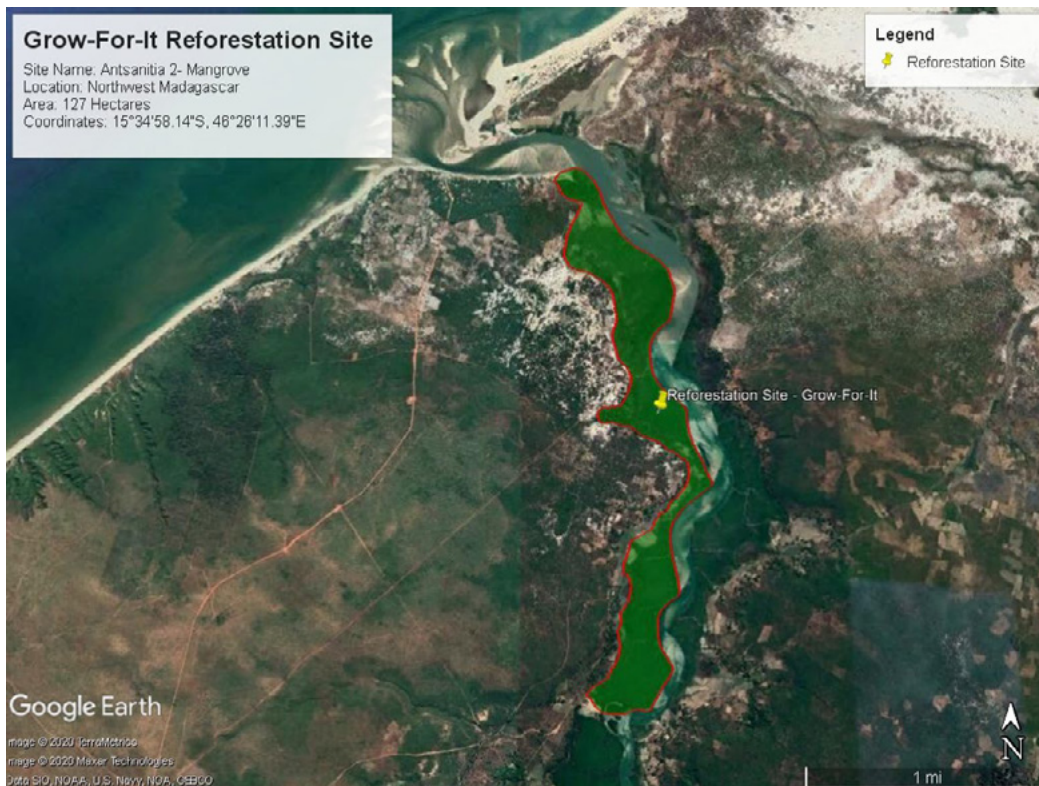 Grow-For-It Reforestation Site
Site Name: Antsanitia 2- Mangrove
Location: Northwest Madagascar
Area: 127 Hectares
Coordinates: 15°34'58.14"S, 46°26'11.39"E
Legend
Reforestation Site
Reforestation Site - Grow-For-It
Google Earth
Image © 2020 TerraMetrics
Image © 2020 Maxar Technologies
Data SIO, NOAA, U.S. Navy, NGA, GEBCO
N
1 mi